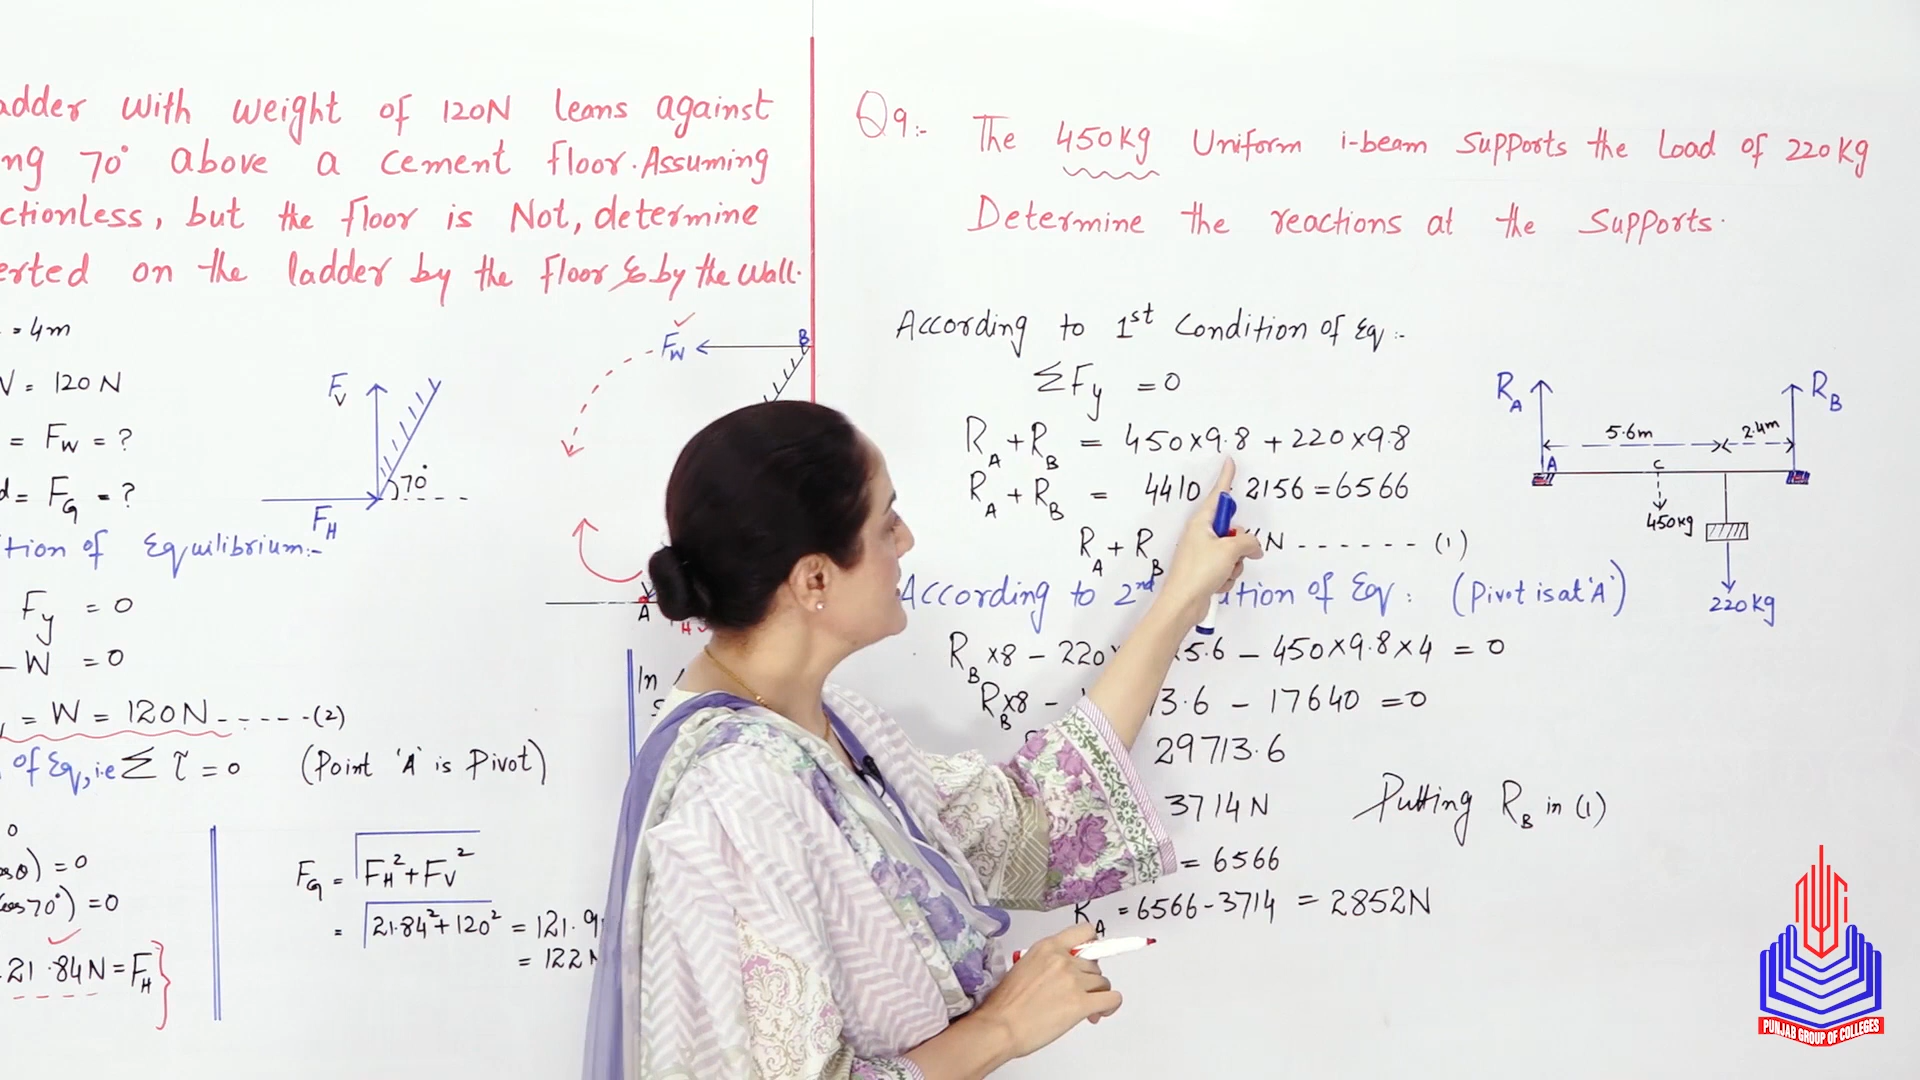 adder with weight of 120N leans against
ng 70° above a cement floor. Assuming
ctionless, but the floor is Not, determine
erted on the ladder by the floor & by the wall.
= 4m
= 120 N
= Fw = ?
= FG = ?
tion of Equilibrium:-
Fy = 0
- W = 0
= W = 120N - - - - - -(2)
of Eq, i.e Σ τ = 0 (Point 'A' is Pivot)
0
osθ) = 0
cos70°) = 0
21.84N = FH
Fv
70°
FH
Fw
B
A
H
In
FG = √FH² + Fv²
= √21.84² + 120² = 121.9
= 122N
Q9:- The 450kg Uniform i-beam supports the Load of 220kg
Determine the reactions at the supports.
According to 1st Condition of Eq :-
ΣFy = 0
RA + RB = 450×9.8 + 220×9.8
RA + RB = 4410 2156 = 6566
RA + RB N - - - - - - (1)
According to 2nd ition of Eq : (Pivot is at 'A')
RB ×8 - 220 ×5.6 - 450×9.8×4 = 0
RB×8 - 3.6 - 17640 = 0
29713.6
3714N Putting RB in (1)
= 6566
RA = 6566 - 3714 = 2852N
RA
RB
5.6m
2.4m
A
C
450kg
220kg
PUNJAB GROUP OF COLLEGES